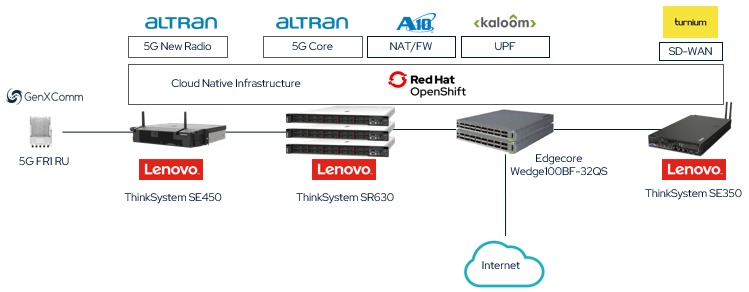 ALTRAN
ALTRAN
A10
kaloom
turnium
5G New Radio
5G Core
NAT/FW
UPF
SD-WAN
Cloud Native Infrastructure
Red Hat
OpenShift
GenXComm
5G FR1 RU
Lenovo
Lenovo
Edgecore
Wedge100BF-32QS
Lenovo
ThinkSystem SE450
ThinkSystem SR630
ThinkSystem SE350
Internet